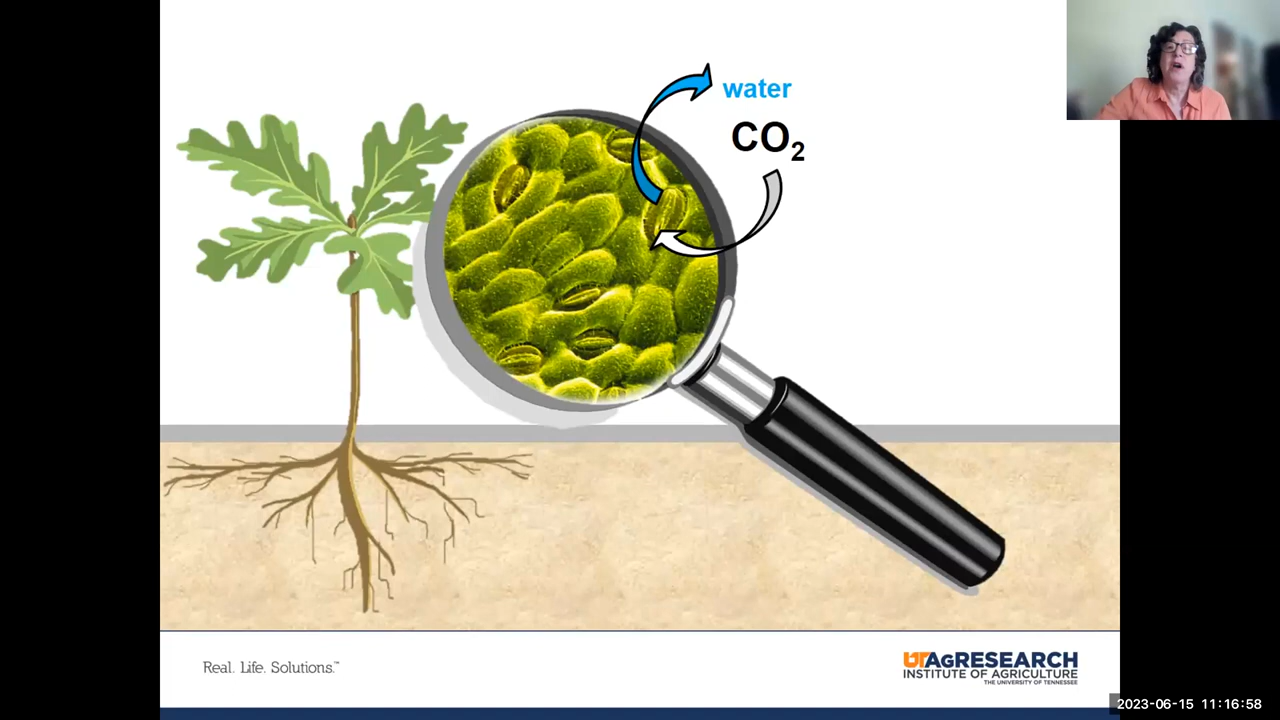 water
CO₂
Real. Life. Solutions.™
UTAGRESEARCH
INSTITUTE OF AGRICULTURE
THE UNIVERSITY OF TENNESSEE
2023-06-15 11:16:58